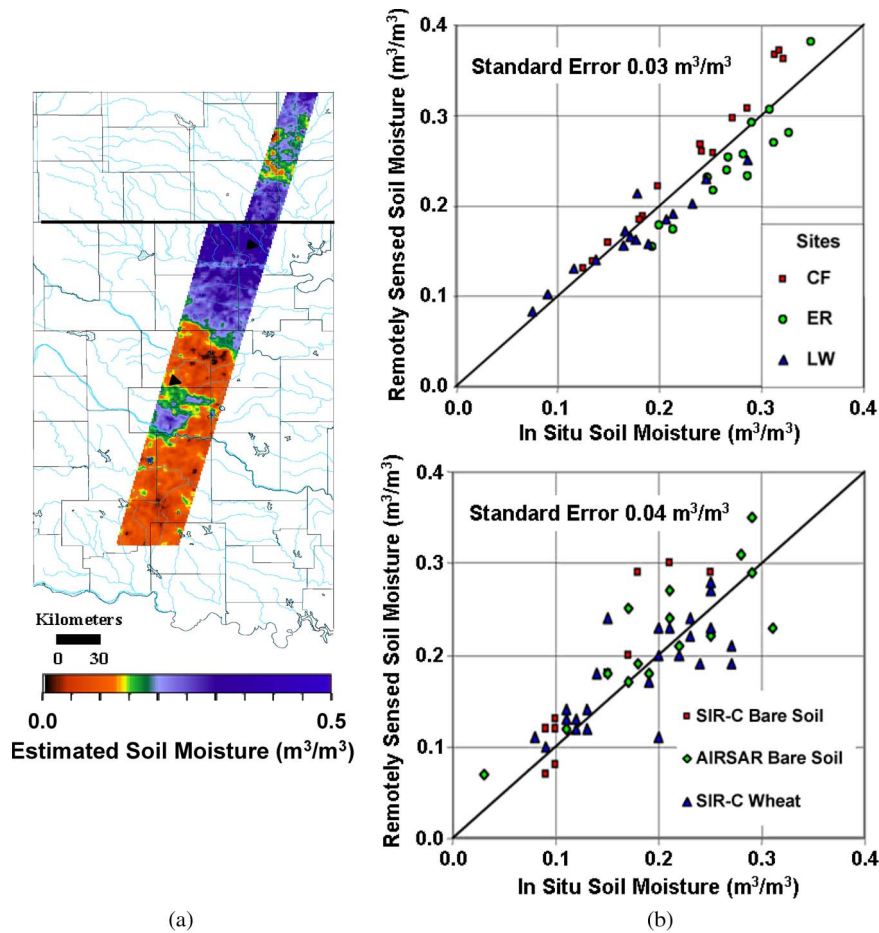 Kilometers
0 30
0.0 0.5
Estimated Soil Moisture (m³/m³)
(a)
Remotely Sensed Soil Moisture (m³/m³)
0.4
0.3
0.2
0.1
0.0
Standard Error 0.03 m³/m³
Sites
CF
ER
LW
0.0 0.1 0.2 0.3 0.4
In Situ Soil Moisture (m³/m³)
Remotely Sensed Soil Moisture (m³/m³)
0.4
0.3
0.2
0.1
0.0
Standard Error 0.04 m³/m³
SIR-C Bare Soil
AIRSAR Bare Soil
SIR-C Wheat
0.0 0.1 0.2 0.3 0.4
In Situ Soil Moisture (m³/m³)
(b)